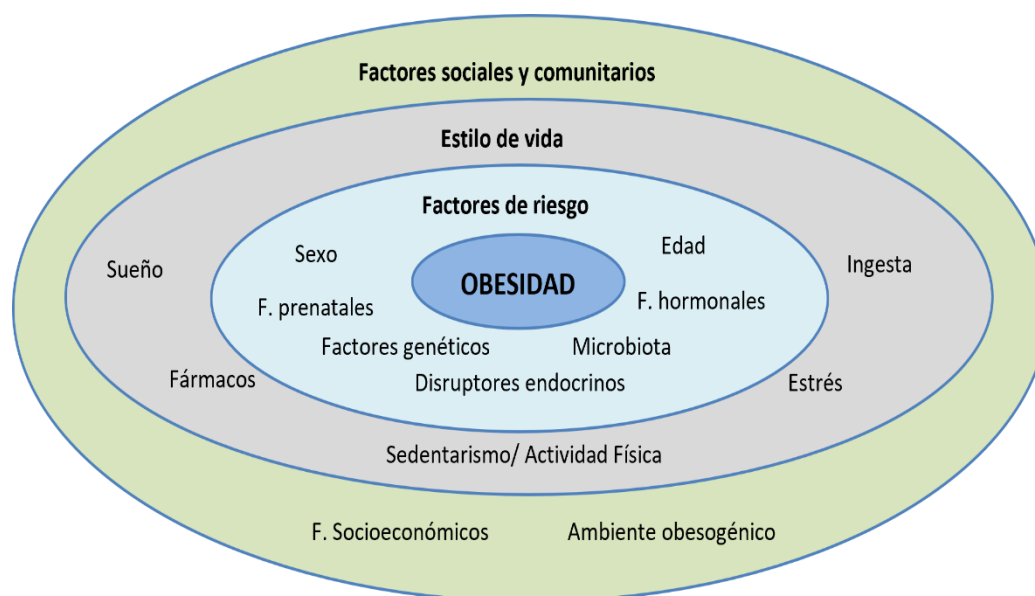 Factores sociales y comunitarios
Estilo de vida
Factores de riesgo
Sexo
Edad
Sueño
Ingesta
OBESIDAD
F. prenatales
F. hormonales
Factores genéticos
Microbiota
Fármacos
Disruptores endocrinos
Estrés
Sedentarismo/ Actividad Física
F. Socioeconómicos
Ambiente obesogénico